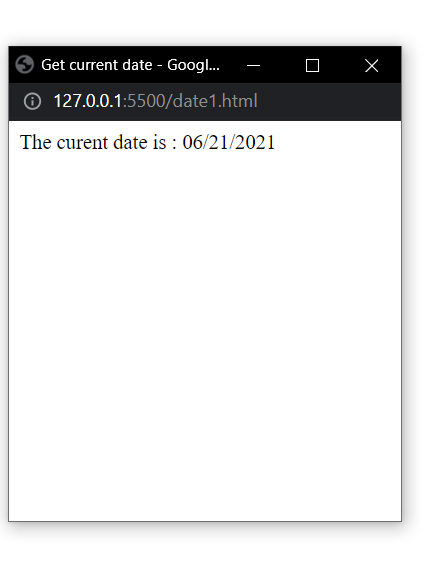 Get current date - Googl...
127.0.0.1:5500/date1.html
The curent date is : 06/21/2021